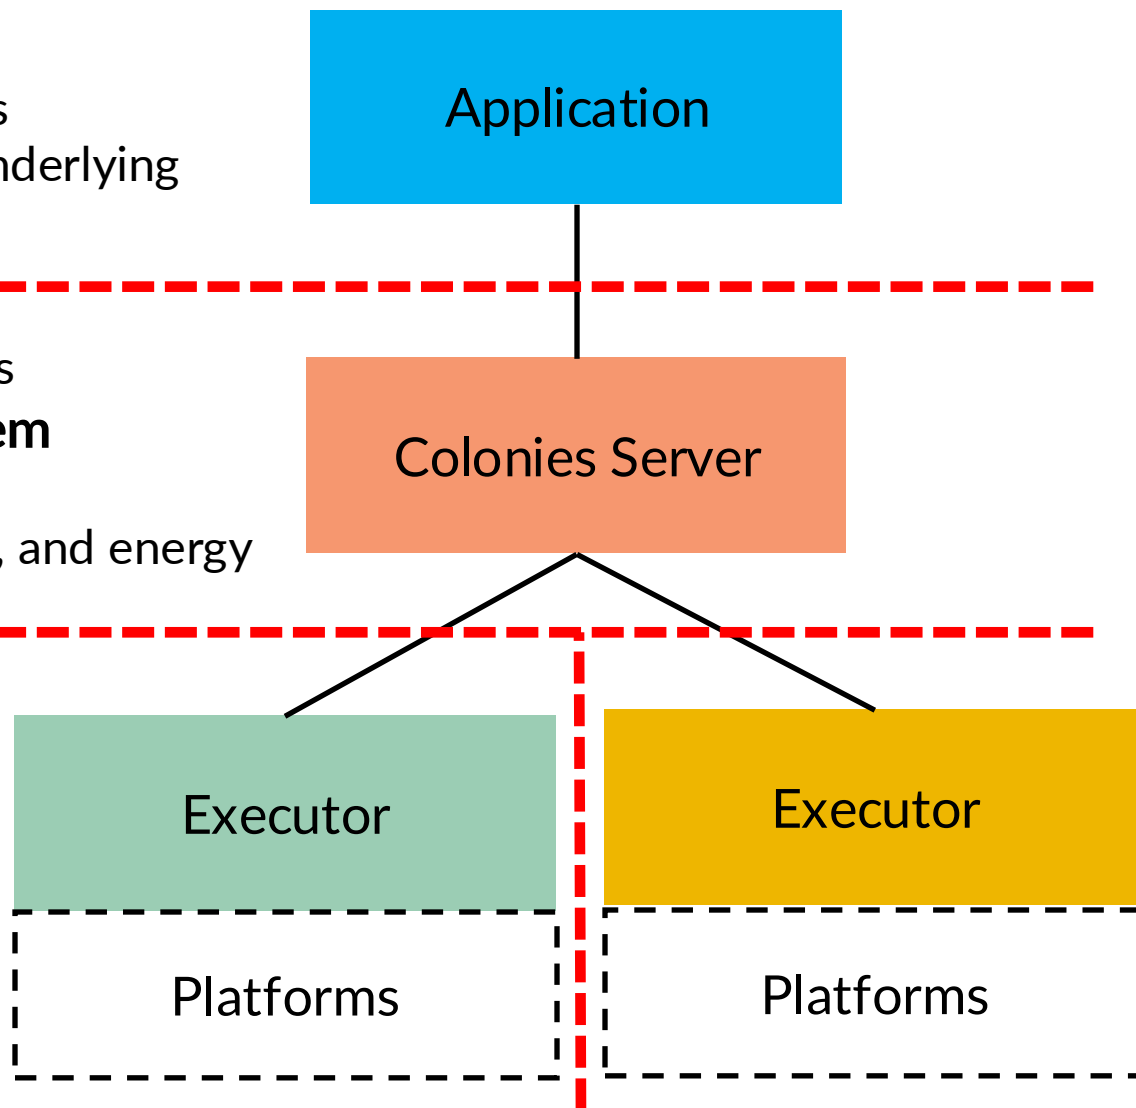 Application
s
nderlying
s
em
Colonies Server
, and energy
Executor
Executor
Platforms
Platforms